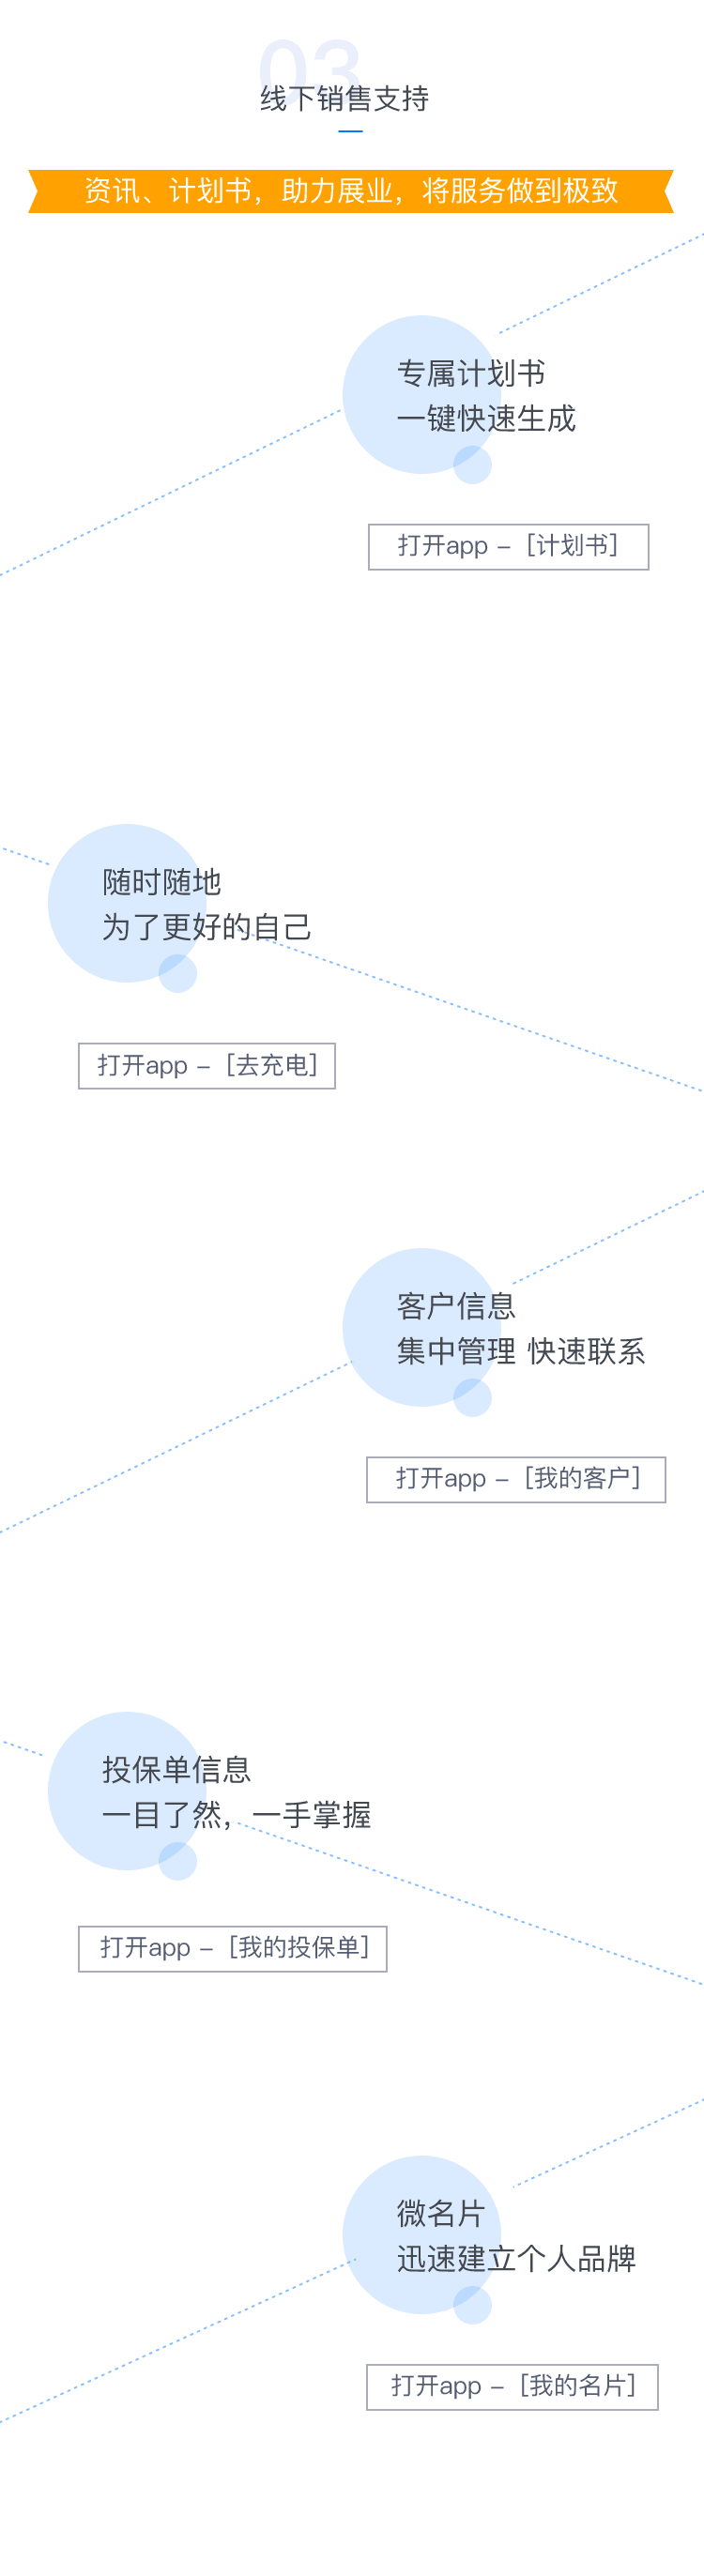 03
线下销售支持
资讯、计划书，助力展业，将服务做到极致
专属计划书
一键快速生成
打开app – [计划书]
随时随地
为了更好的自己
打开app – [去充电]
客户信息
集中管理 快速联系
打开app – [我的客户]
投保单信息
一目了然，一手掌握
打开app – [我的投保单]
微名片
迅速建立个人品牌
打开app – [我的名片]